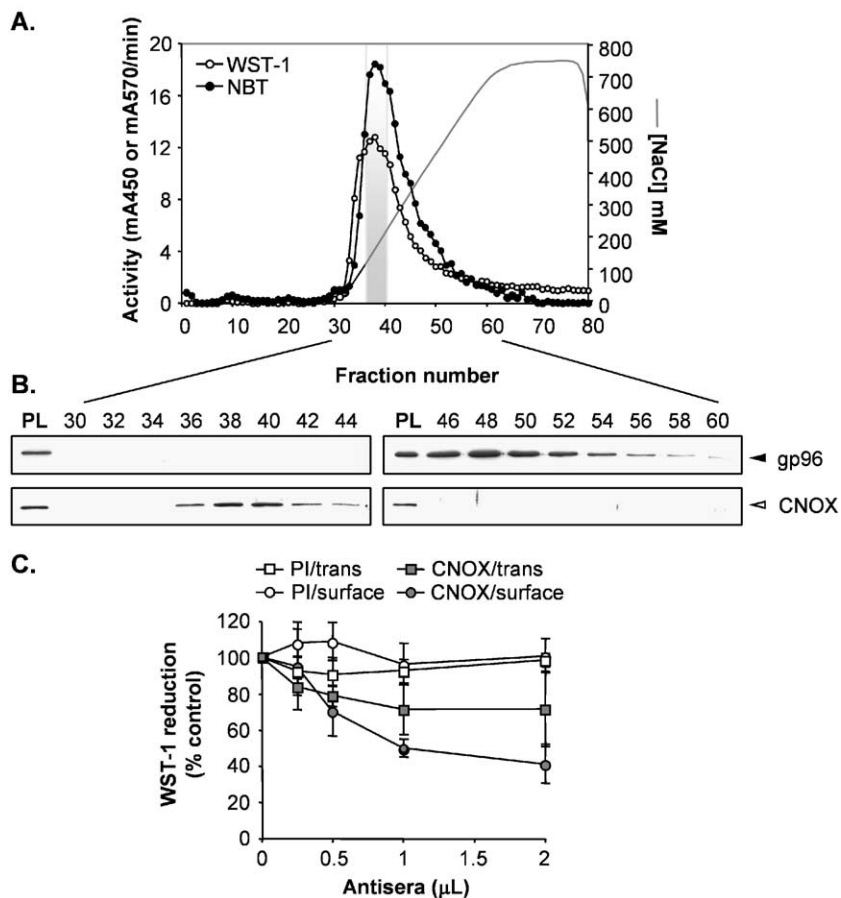 A.
20
16
12
8
4
0
Activity (mA450 or mA570/min)
WST-1
NBT
800
700
600
500
400
300
200
100
0
[NaCl] mM
0 10 20 30 40 50 60 70 80
Fraction number
B.
PL 30 32 34 36 38 40 42 44
PL 46 48 50 52 54 56 58 60
gp96
CNOX
C.
PI/trans CNOX/trans
PI/surface CNOX/surface
120
100
80
60
40
20
0
WST-1 reduction
(% control)
0 0.5 1 2
Antisera (μL)